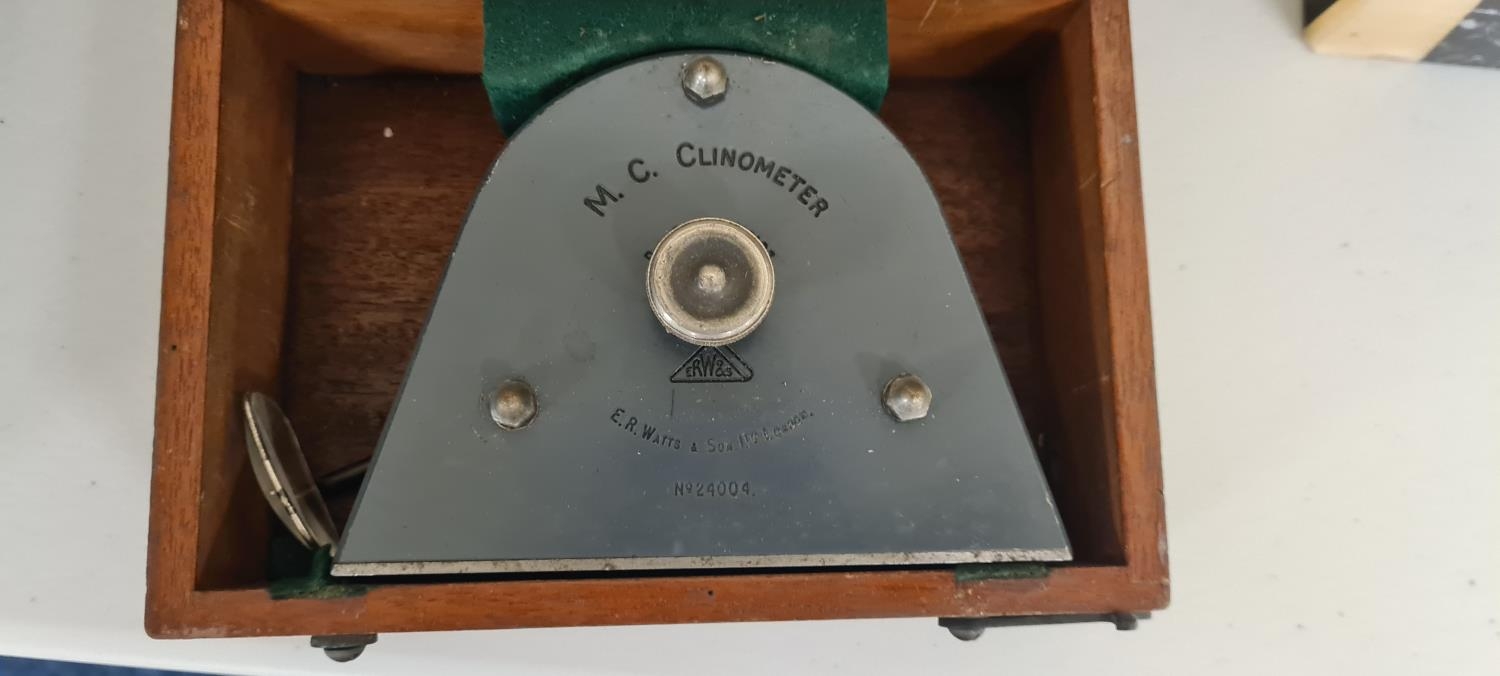 M. C. CLINOMETER
ERW&S
E. R. WATTS & SON LTD LONDON.
Nº 24004.